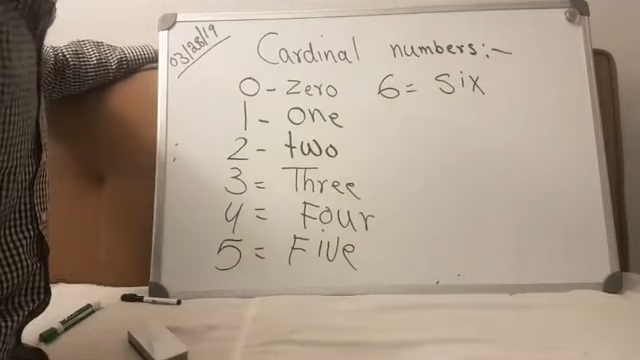 03/28/19
Cardinal numbers:~
0 - Zero
1 - one
2 - two
3 = Three
4 = Four
5 = Five
6 = Six